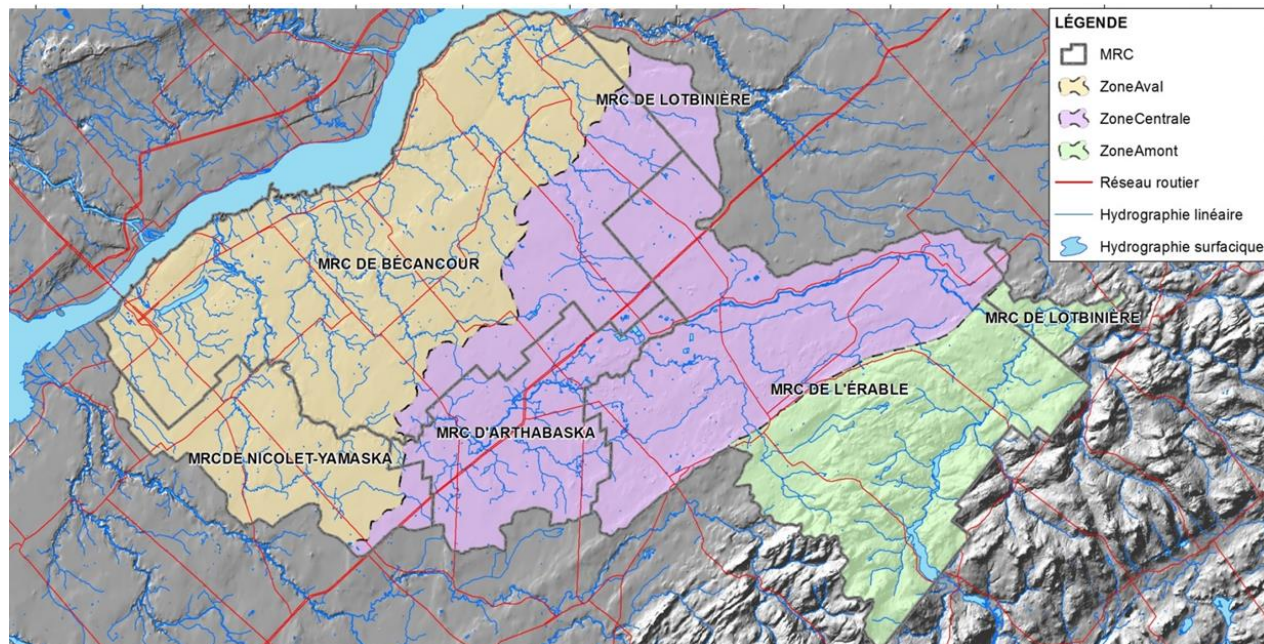 LÉGENDE
MRC
ZoneAval
ZoneCentrale
ZoneAmont
Réseau routier
Hydrographie linéaire
Hydrographie surfacique
MRC DE LOTBINIÈRE
MRC DE BÉCANCOUR
MRC DE LOTBINIÈRE
MRC DE L'ÉRABLE
MRC D'ARTHABASKA
MRCDE NICOLET-YAMASKA